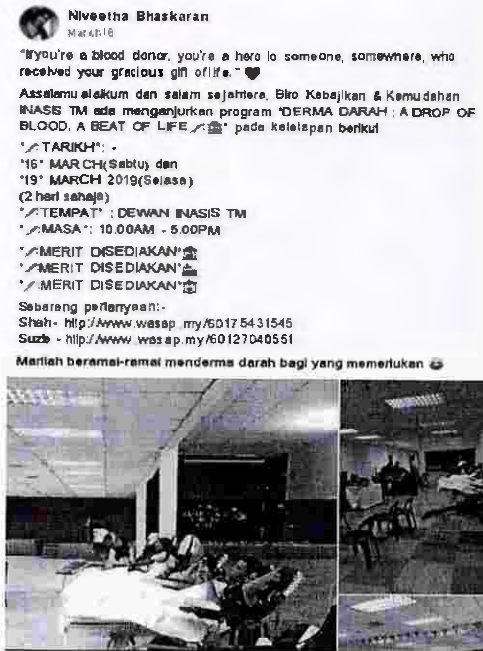 Niveetha Bhaskaran
March 16
"If you're a blood donor, you're a hero to someone, somewhere, who
received your gracious gift of life." 🖤
Assalamu alaikum dan salam sejahtera, Biro Kebajikan & Kemudahan
INASIS TM ada menganjurkan program "DERMA DARAH : A DROP OF
BLOOD, A BEAT OF LIFE" pada ketetapan berikut
*TARIKH*: -
*16* MARCH(Sabtu) dan
*19* MARCH 2019(Selasa)
(2 hari sahaja)
*TEMPAT* : DEWAN INASIS TM
*MASA*: 10.00AM - 5.00PM
*MERIT DISEDIAKAN*
*MERIT DISEDIAKAN*
*MERIT DISEDIAKAN*
Sebarang pertanyaan:-
Shah- http://www.wasap.my/60175431545
Suzie - http://www.wasap.my/60127040551
Marilah beramai-ramai menderma darah bagi yang memerlukan